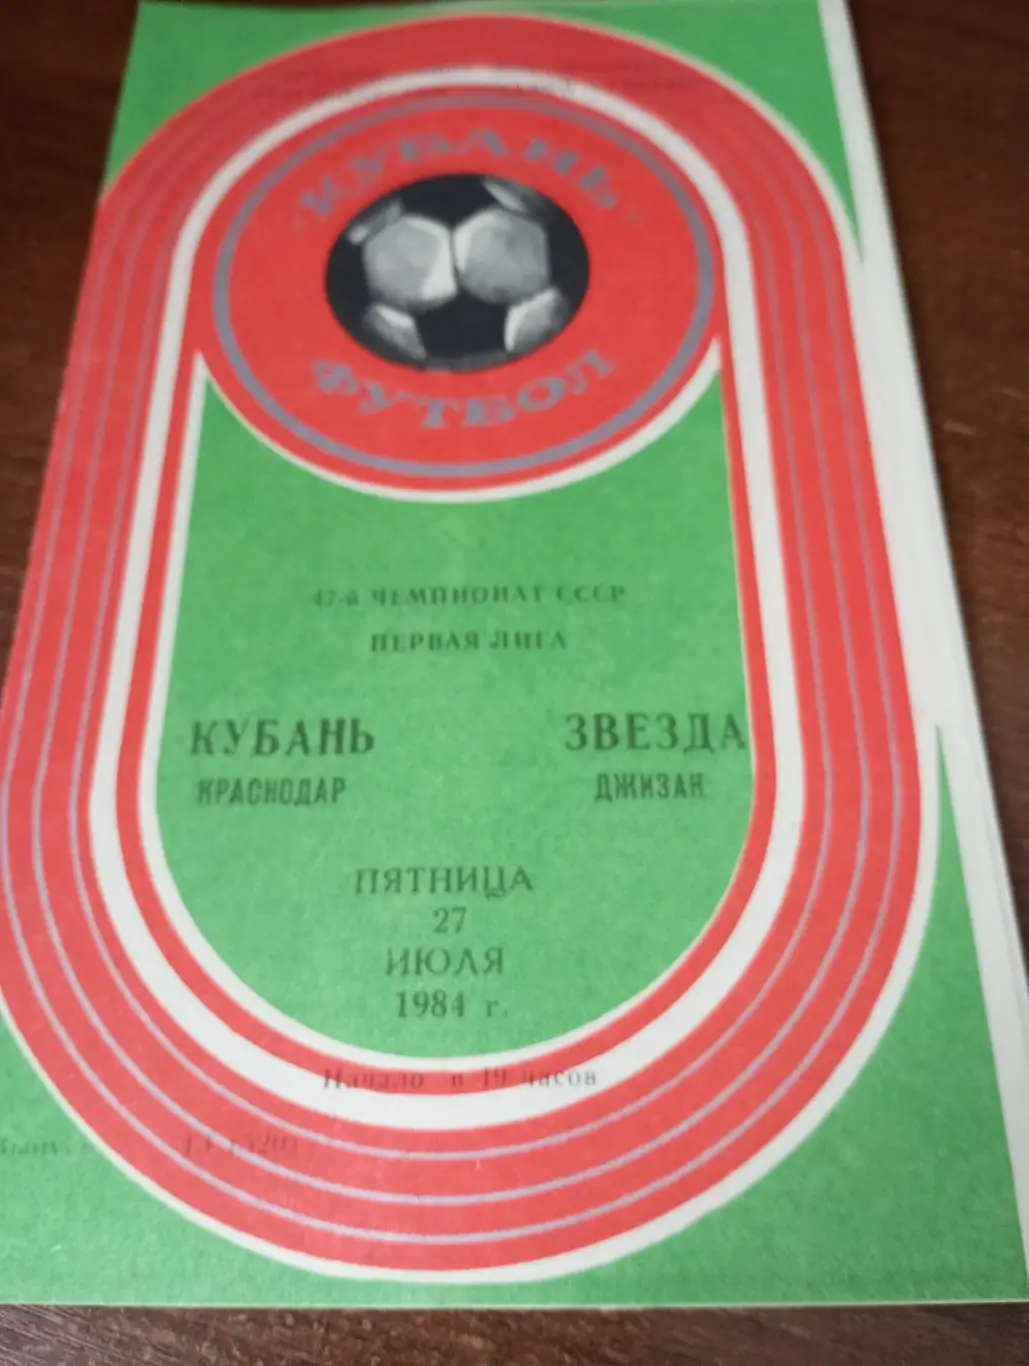 "КУБАНЬ"
ФУТБОЛ
47-й ЧЕМПИОНАТ СССР
ПЕРВАЯ ЛИГА
КУБАНЬ ЗВЕЗДА
КРАСНОДАР ДЖИЗАК
ПЯТНИЦА
27
ИЮЛЯ
1984 г.
Начало в 19 часов